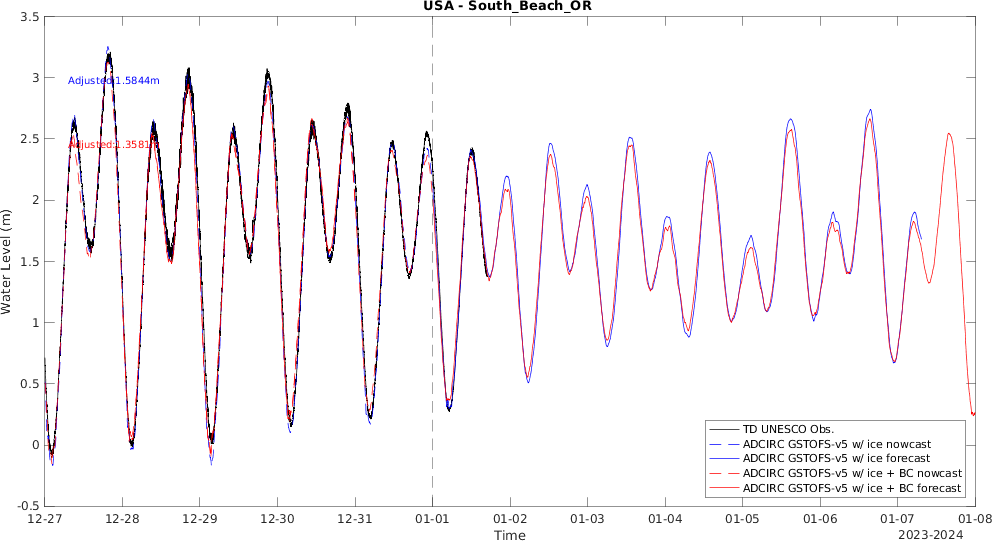 USA - South_Beach_OR
Water Level (m)
3.5
3
2.5
2
1.5
1
0.5
0
-0.5
Adjusted:1.5844m
Adjusted:1.3581m
TD UNESCO Obs.
ADCIRC GSTOFS-v5 w/ ice nowcast
ADCIRC GSTOFS-v5 w/ ice forecast
ADCIRC GSTOFS-v5 w/ ice + BC nowcast
ADCIRC GSTOFS-v5 w/ ice + BC forecast
12-27 12-28 12-29 12-30 12-31 01-01 01-02 01-03 01-04 01-05 01-06 01-07 01-08
Time
2023-2024